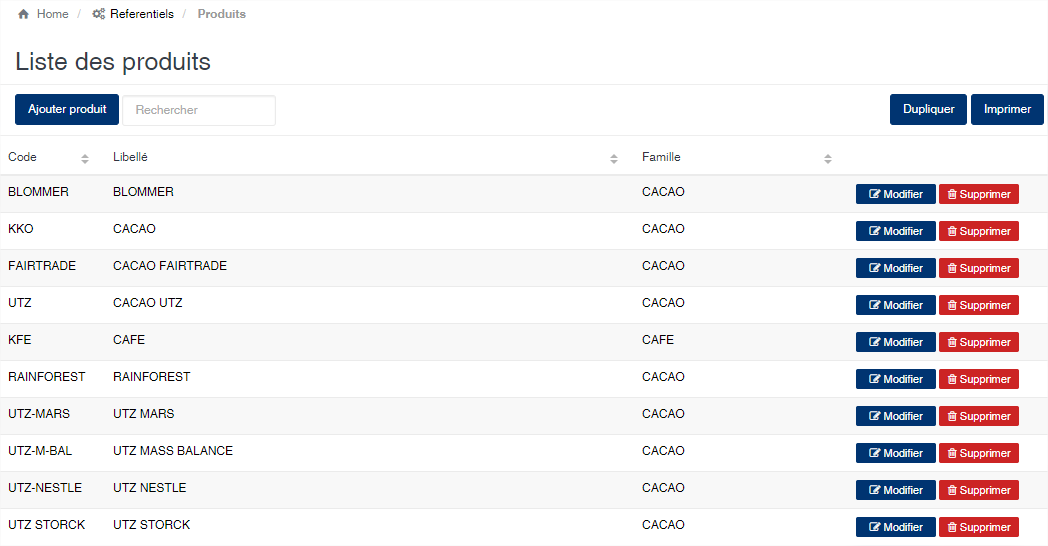 Home / Referentiels / Produits
Liste des produits
Ajouter produit Rechercher Dupliquer Imprimer
Code Libellé Famille
BLOMMER BLOMMER CACAO Modifier Supprimer
KKO CACAO CACAO Modifier Supprimer
FAIRTRADE CACAO FAIRTRADE CACAO Modifier Supprimer
UTZ CACAO UTZ CACAO Modifier Supprimer
KFE CAFE CAFE Modifier Supprimer
RAINFOREST RAINFOREST CACAO Modifier Supprimer
UTZ-MARS UTZ MARS CACAO Modifier Supprimer
UTZ-M-BAL UTZ MASS BALANCE CACAO Modifier Supprimer
UTZ-NESTLE UTZ NESTLE CACAO Modifier Supprimer
UTZ STORCK UTZ STORCK CACAO Modifier Supprimer